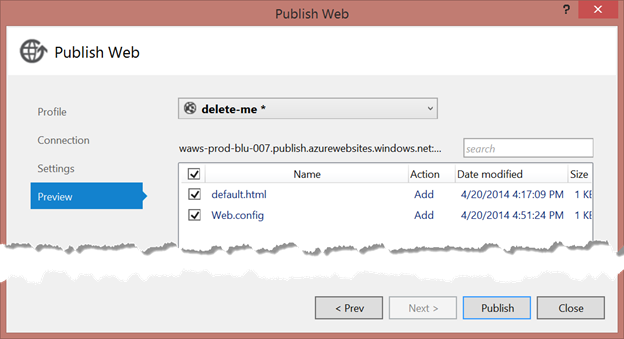 Publish Web
?
Publish Web
Profile
Connection
Settings
Preview
delete-me *
waws-prod-blu-007.publish.azurewebsites.windows.net:...
search
Name Action Date modified Size
default.html Add 4/20/2014 4:17:09 PM 1 
Web.config Add 4/20/2014 4:51:24 PM 1 
< Prev Next > Publish Close